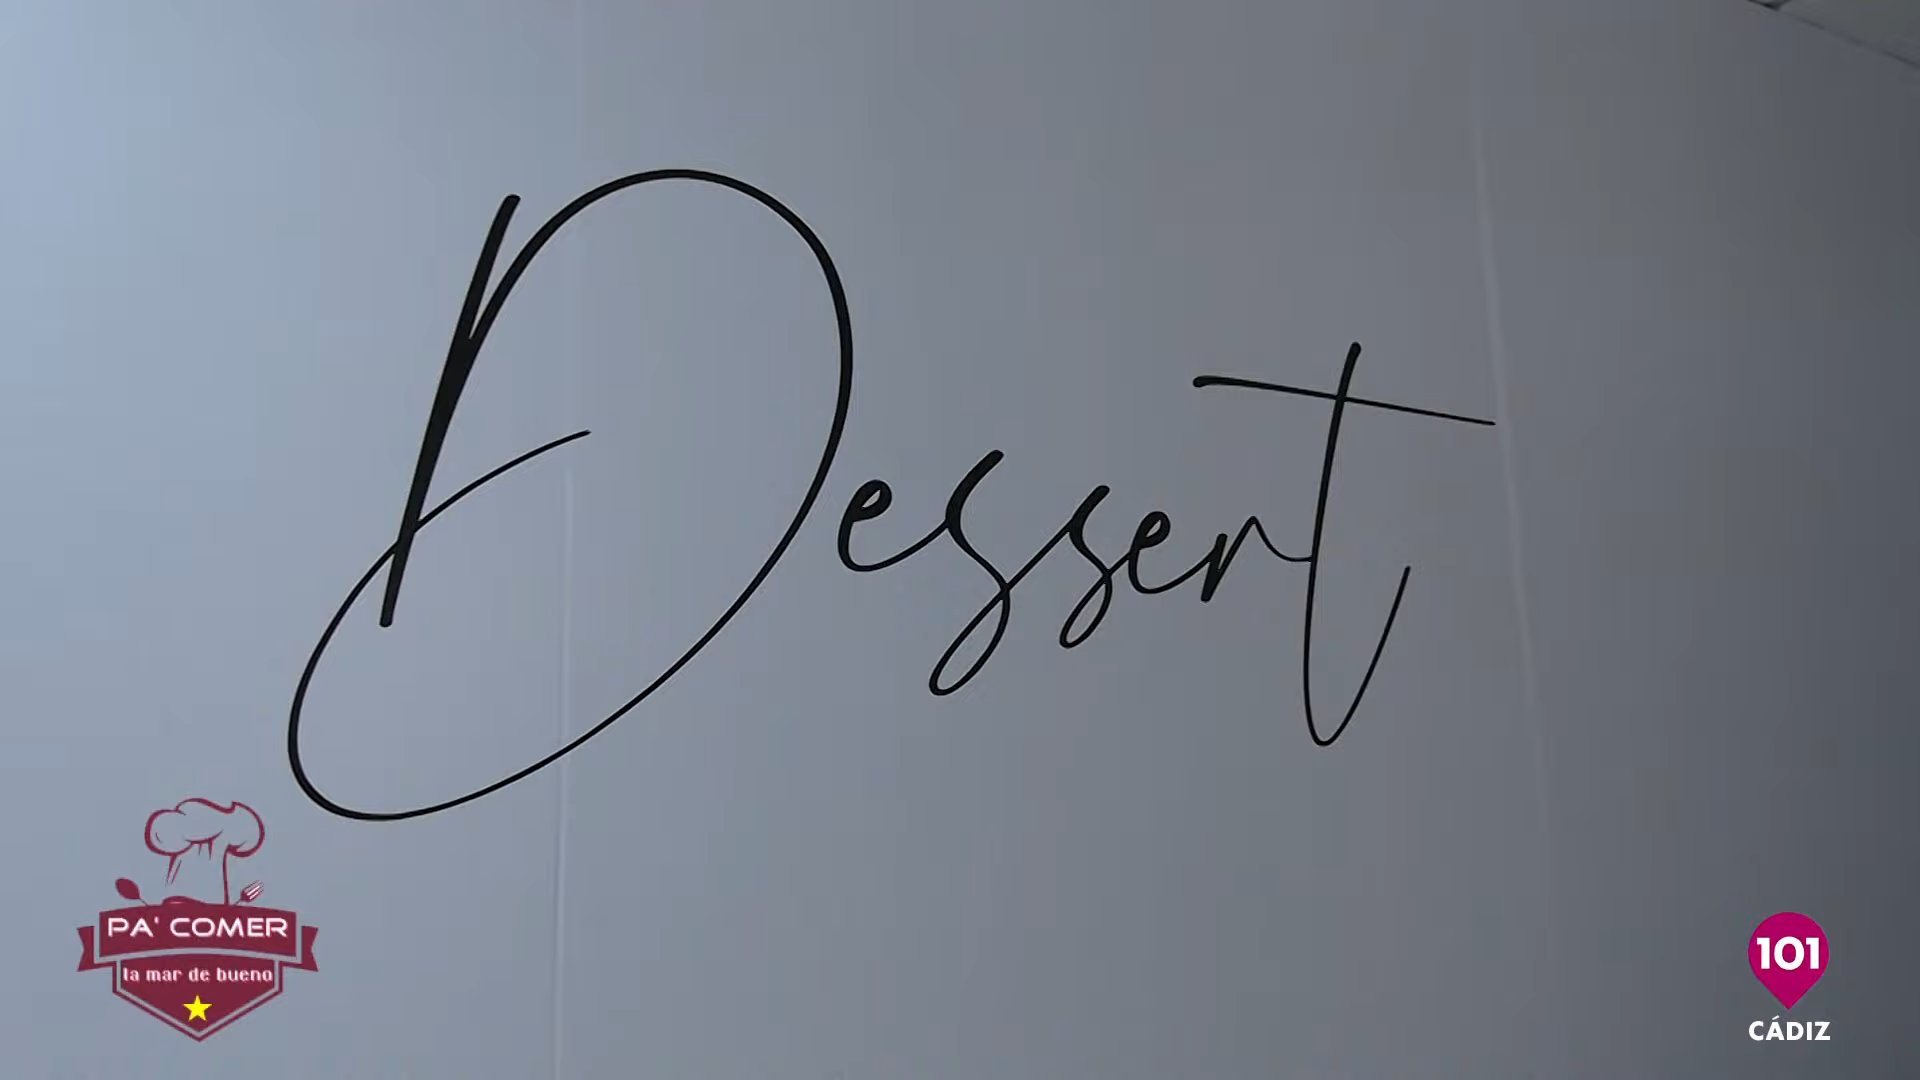 Dessert
PA' COMER
la mar de bueno
101
CÁDIZ